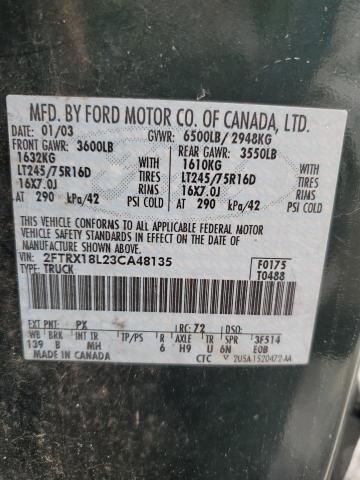 MFD. BY FORD MOTOR CO. OF CANADA, LTD.
DATE: 01/03 GVWR: 6500LB/ 2948KG
FRONT GAWR: 3600LB REAR GAWR: 3550LB
1632KG WITH 1610KG WITH
LT245/75R16D TIRES LT245/75R16D TIRES
16X7.0J RIMS 16X7.0J RIMS
AT 290 kPa/42 PSI COLD AT 290 kPa/42 PSI COLD
THIS VEHICLE CONFORMS TO ALL APPLICABLE FEDERAL MOTOR
VEHICLE SAFETY STANDARDS IN EFFECT ON THE DATE OF MANUFACTURE
SHOWN ABOVE.
VIN: 2FTRX18L23CA48135 F0175
TYPE: TRUCK T0488
EXT PNT: PX RC: 72 DSO:
WB BRK INT TR TP/PS R AXLE TR SPR 3F514
139 B MH 6 H9 U 6N EOB
MADE IN CANADA CTC 2USA-1520472-AA